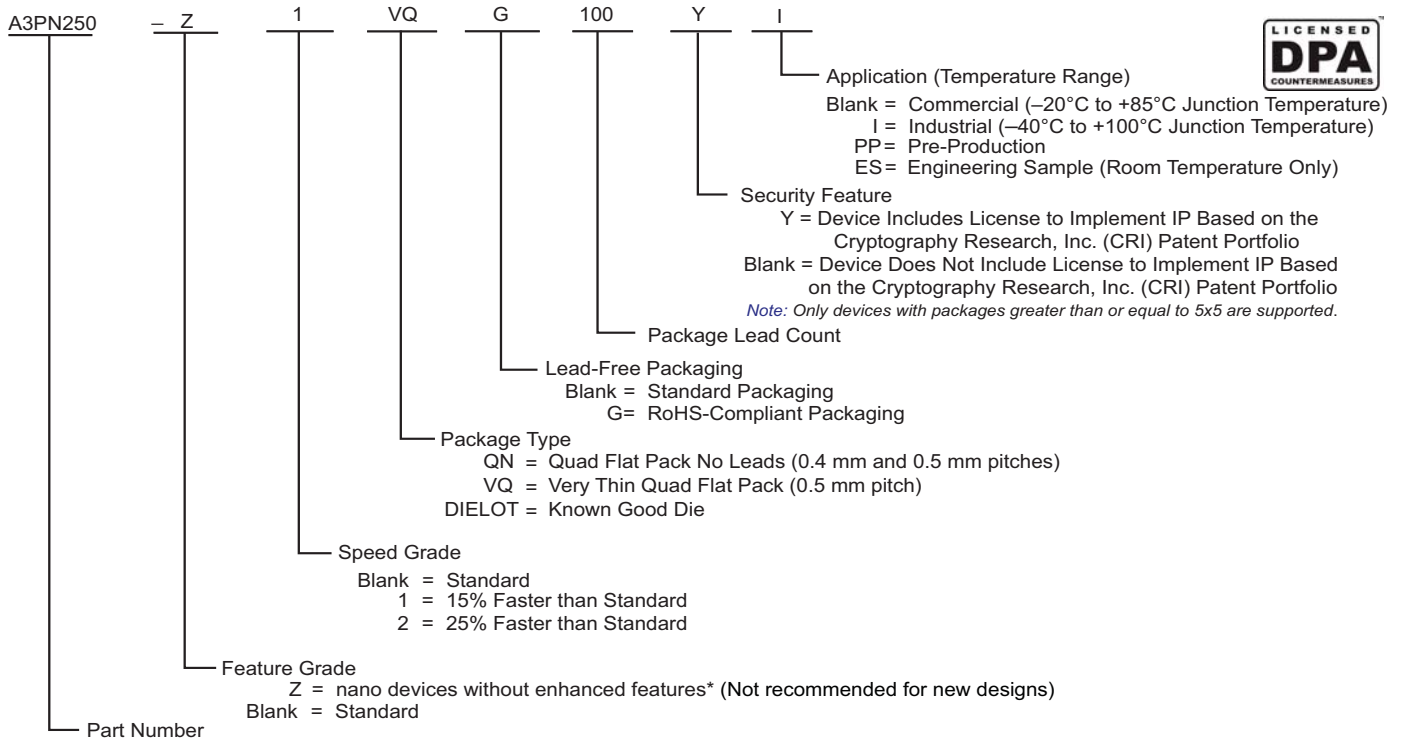 A3PN250 – Z 1 VQ G 100 Y I
LICENSED
DPA
COUNTERMEASURES
™
Application (Temperature Range)
Blank = Commercial (–20°C to +85°C Junction Temperature)
I = Industrial (–40°C to +100°C Junction Temperature)
PP= Pre-Production
ES= Engineering Sample (Room Temperature Only)
Security Feature
Y = Device Includes License to Implement IP Based on the
Cryptography Research, Inc. (CRI) Patent Portfolio
Blank = Device Does Not Include License to Implement IP Based
on the Cryptography Research, Inc. (CRI) Patent Portfolio
Note: Only devices with packages greater than or equal to 5x5 are supported.
Package Lead Count
Lead-Free Packaging
Blank = Standard Packaging
G= RoHS-Compliant Packaging
Package Type
QN = Quad Flat Pack No Leads (0.4 mm and 0.5 mm pitches)
VQ = Very Thin Quad Flat Pack (0.5 mm pitch)
DIELOT = Known Good Die
Speed Grade
Blank = Standard
1 = 15% Faster than Standard
2 = 25% Faster than Standard
Feature Grade
Z = nano devices without enhanced features* (Not recommended for new designs)
Blank = Standard
Part Number